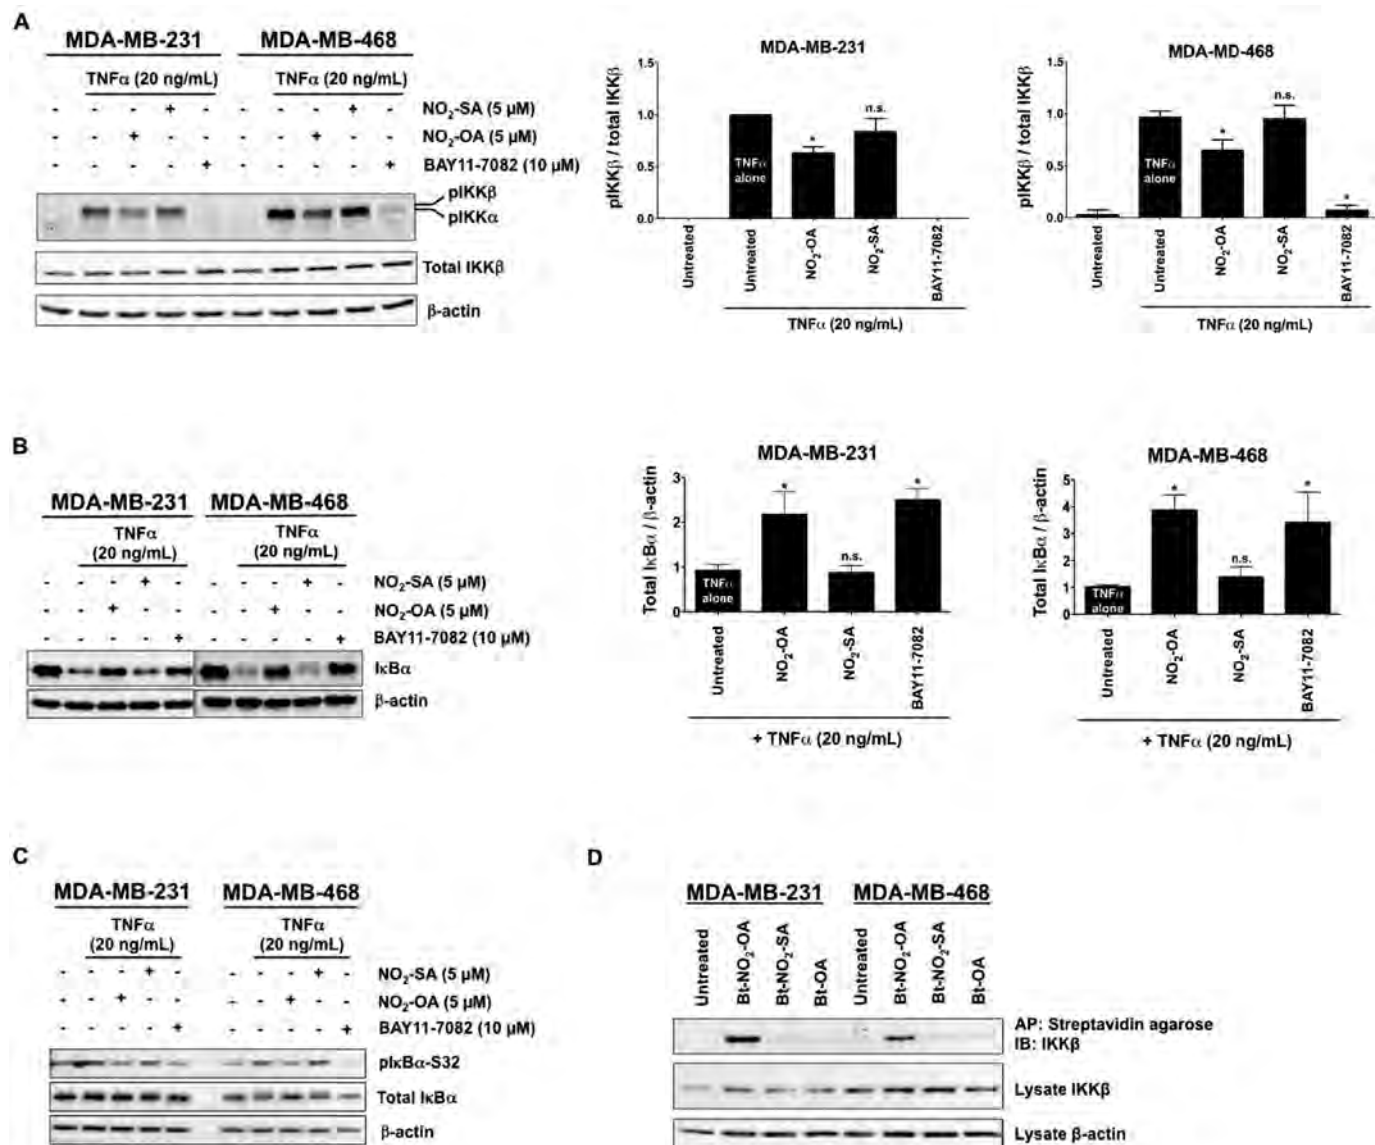 A
MDA-MB-231 MDA-MB-468
TNFα (20 ng/mL) TNFα (20 ng/mL)
- - - + - - - - + - NO2-SA (5 µM)
- - + - - - - + - - NO2-OA (5 µM)
- - - - + - - - - + BAY11-7082 (10 µM)
pIKKβ
pIKKα
Total IKKβ
β-actin
MDA-MB-231
pIKKβ / total IKKβ
1.5
1.0
0.5
0.0
TNFα
alone
*
n.s.
Untreated
Untreated
NO2-OA
NO2-SA
BAY11-7082
TNFα (20 ng/mL)
MDA-MD-468
pIKKβ / total IKKβ
1.5
1.0
0.5
0.0
TNFα
alone
*
n.s.
*
Untreated
Untreated
NO2-OA
NO2-SA
BAY11-7082
TNFα (20 ng/mL)
B
MDA-MB-231 MDA-MB-468
TNFα TNFα
(20 ng/mL) (20 ng/mL)
- - - + - - - - + - NO2-SA (5 µM)
- - + - - - - + - - NO2-OA (5 µM)
- - - - + - - - - + BAY11-7082 (10 µM)
IκBα
β-actin
MDA-MB-231
Total IκBα / β-actin
3
2
1
0
TNFα
alone
*
n.s.
*
Untreated
NO2-OA
NO2-SA
BAY11-7082
+ TNFα (20 ng/mL)
MDA-MB-468
Total IκBα / β-actin
5
4
3
2
1
0
TNFα
alone
*
n.s.
*
Untreated
NO2-OA
NO2-SA
BAY11-7082
+ TNFα (20 ng/mL)
C
MDA-MB-231 MDA-MB-468
TNFα TNFα
(20 ng/mL) (20 ng/mL)
- - - + - - - - + - NO2-SA (5 µM)
- - + - - - - + - - NO2-OA (5 µM)
- - - - + - - - - + BAY11-7082 (10 µM)
pIκBα-S32
Total IκBα
β-actin
D
MDA-MB-231 MDA-MB-468
Untreated
Bt-NO2-OA
Bt-NO2-SA
Bt-OA
Untreated
Bt-NO2-OA
Bt-NO2-SA
Bt-OA
AP: Streptavidin agarose
IB: IKKβ
Lysate IKKβ
Lysate β-actin